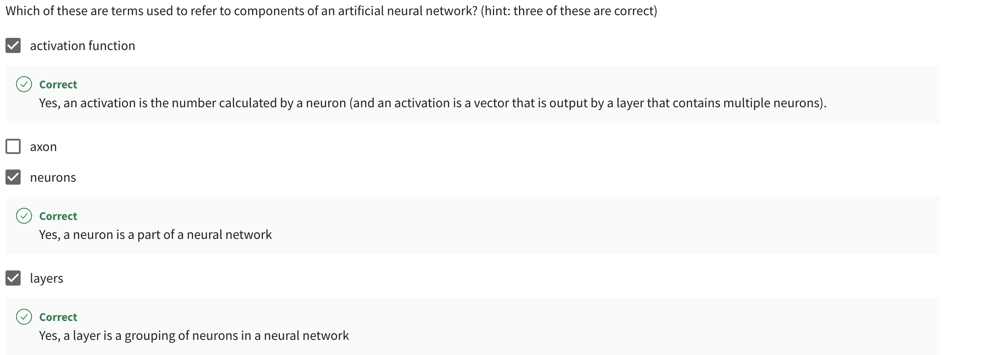 Which of these are terms used to refer to components of an artificial neural network? (hint: three of these are correct)
activation function
Correct
Yes, an activation is the number calculated by a neuron (and an activation is a vector that is output by a layer that contains multiple neurons).
axon
neurons
Correct
Yes, a neuron is a part of a neural network
layers
Correct
Yes, a layer is a grouping of neurons in a neural network